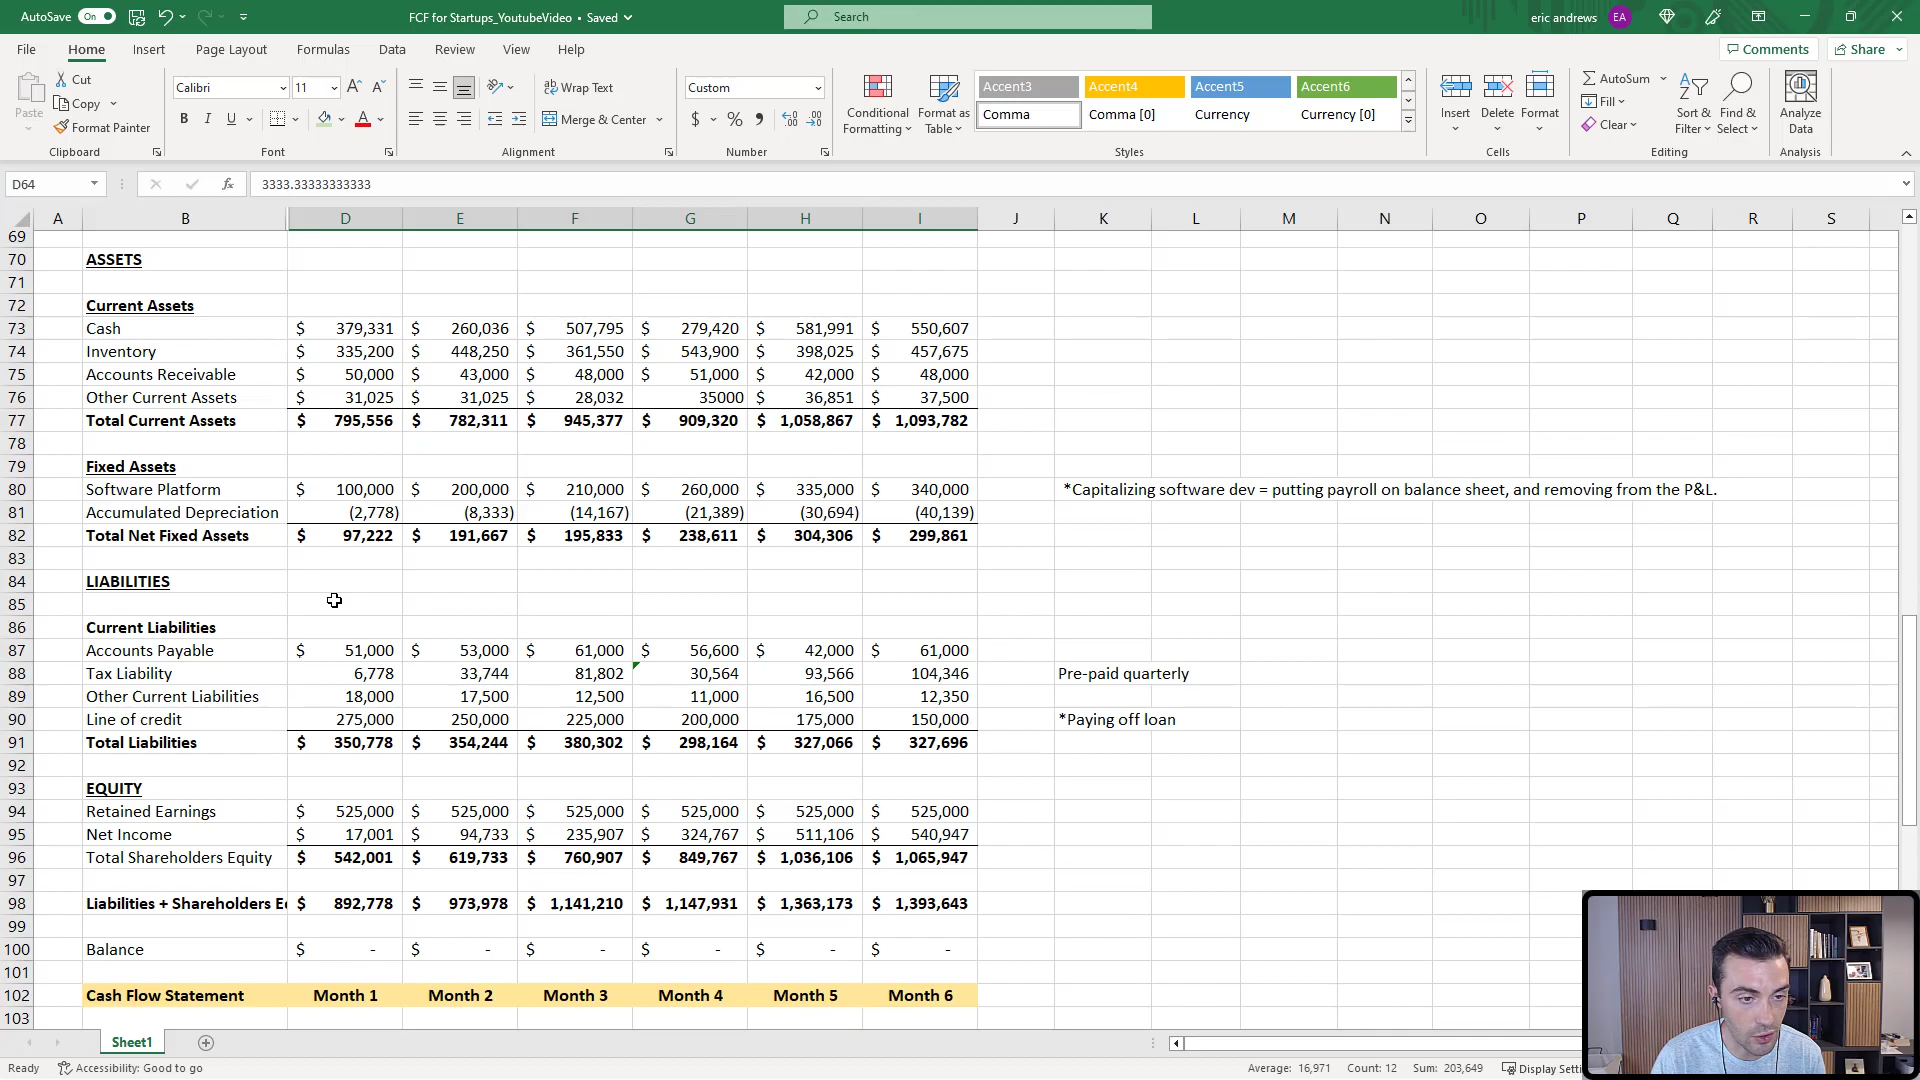 AutoSave On FCF for Startups_YoutubeVideo • Saved Search eric andrews EA
File Home Insert Page Layout Formulas Data Review View Help Comments Share
Paste Cut Copy Format Painter Clipboard
Calibri 11 B I U A Font
Wrap Text Merge & Center Alignment
Custom $ % Number
Conditional Formatting Format as Table
Accent3 Accent4 Accent5 Accent6
Comma Comma [0] Currency Currency [0]
Styles
Insert Delete Format Cells
AutoSum Fill Clear Sort & Filter Find & Select Editing
Analyze Data Analysis
D64 fx 3333.33333333333
A B D E F G H I J K L M N O P Q R S
69
70 ASSETS
71
72 Current Assets
73 Cash $ 379,331 $ 260,036 $ 507,795 $ 279,420 $ 581,991 $ 550,607
74 Inventory $ 335,200 $ 448,250 $ 361,550 $ 543,900 $ 398,025 $ 457,675
75 Accounts Receivable $ 50,000 $ 43,000 $ 48,000 $ 51,000 $ 42,000 $ 48,000
76 Other Current Assets $ 31,025 $ 31,025 $ 28,032 35000 $ 36,851 $ 37,500
77 Total Current Assets $ 795,556 $ 782,311 $ 945,377 $ 909,320 $ 1,058,867 $ 1,093,782
78
79 Fixed Assets
80 Software Platform $ 100,000 $ 200,000 $ 210,000 $ 260,000 $ 335,000 $ 340,000 *Capitalizing software dev = putting payroll on balance sheet, and removing from the P&L.
81 Accumulated Depreciation (2,778) (8,333) (14,167) (21,389) (30,694) (40,139)
82 Total Net Fixed Assets $ 97,222 $ 191,667 $ 195,833 $ 238,611 $ 304,306 $ 299,861
83
84 LIABILITIES
85
86 Current Liabilities
87 Accounts Payable $ 51,000 $ 53,000 $ 61,000 $ 56,600 $ 42,000 $ 61,000
88 Tax Liability 6,778 33,744 81,802 30,564 93,566 104,346 Pre-paid quarterly
89 Other Current Liabilities 18,000 17,500 12,500 11,000 16,500 12,350
90 Line of credit 275,000 250,000 225,000 200,000 175,000 150,000 *Paying off loan
91 Total Liabilities $ 350,778 $ 354,244 $ 380,302 $ 298,164 $ 327,066 $ 327,696
92
93 EQUITY
94 Retained Earnings $ 525,000 $ 525,000 $ 525,000 $ 525,000 $ 525,000 $ 525,000
95 Net Income $ 17,001 $ 94,733 $ 235,907 $ 324,767 $ 511,106 $ 540,947
96 Total Shareholders Equity $ 542,001 $ 619,733 $ 760,907 $ 849,767 $ 1,036,106 $ 1,065,947
97
98 Liabilities + Shareholders $ 892,778 $ 973,978 $ 1,141,210 $ 1,147,931 $ 1,363,173 $ 1,393,643
99
100 Balance $ - $ - $ - $ - $ - $ -
101
102 Cash Flow Statement Month 1 Month 2 Month 3 Month 4 Month 5 Month 6
103
Sheet1
Ready Accessibility: Good to go Average: 16,971 Count: 12 Sum: 203,649 Display